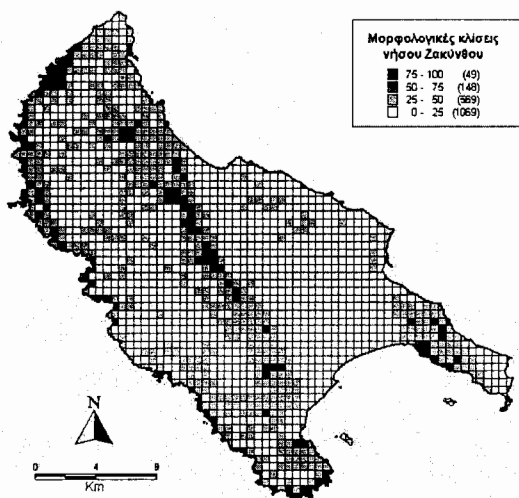 Μορφολογικές κλίσεις
νήσου Ζακύνθου
75 - 100 (49)
50 - 75 (148)
25 - 50 (569)
0 - 25 (1069)
N
0 4 8
Km